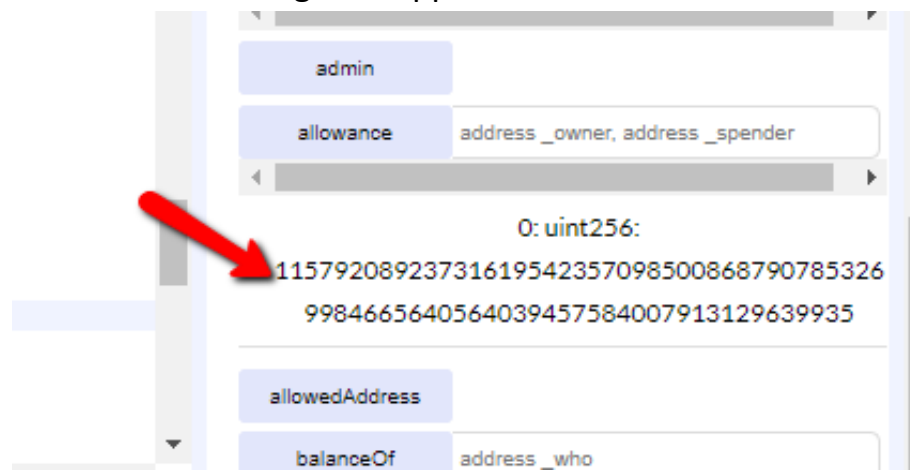 admin
allowance address _owner, address _spender
0: uint256:
11579208923731619542357098500868790785326
9984665640564039457584007913129639935
allowedAddress
balanceOf address _who